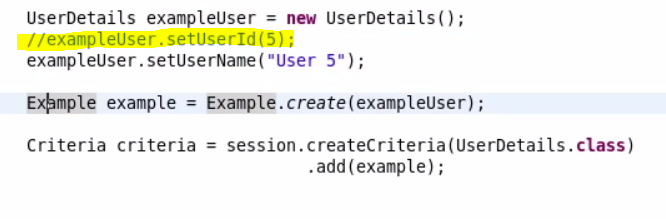 UserDetails exampleUser = new UserDetails();
//exampleUser.setUserId(5);
exampleUser.setUserName("User 5");
Example example = Example.create(exampleUser);
Criteria criteria = session.createCriteria(UserDetails.class)
.add(example);